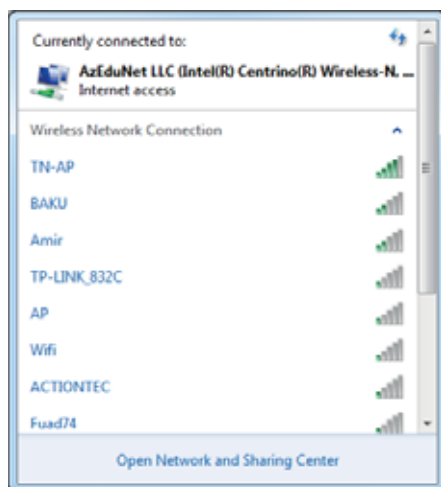 Currently connected to:
AzEduNet LLC (Intel(R) Centrino(R) Wireless-N, ...
Internet access
Wireless Network Connection
TN-AP
BAKU
Amir
TP-LINK_832C
AP
Wifi
ACTIONTEC
Fuad74
Open Network and Sharing Center